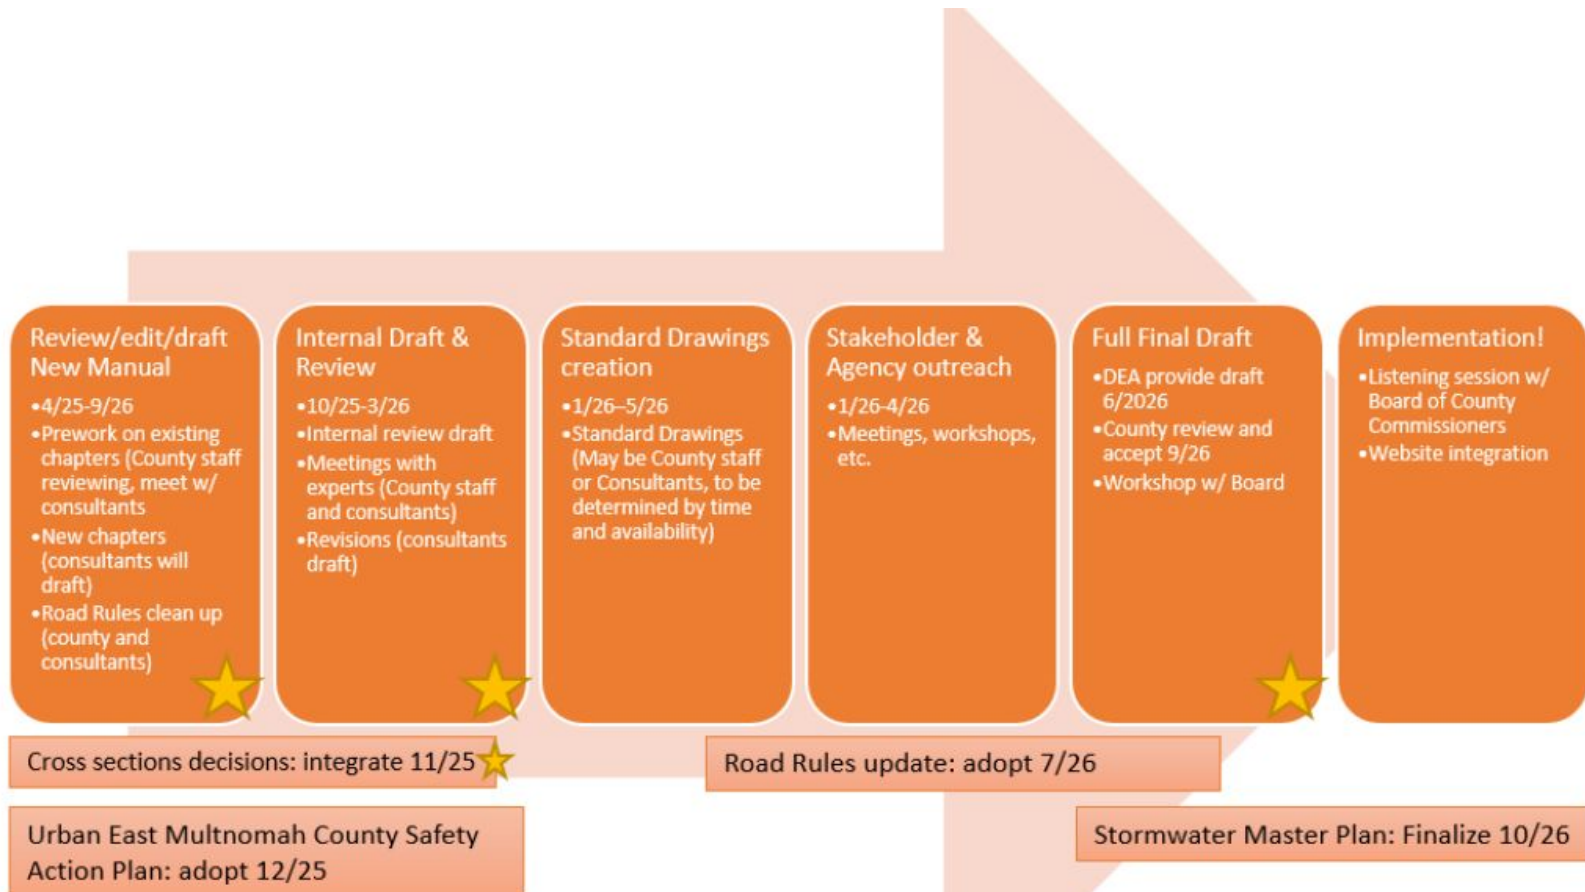 Review/edit/draft
New Manual
•4/25-9/26
•Prework on existing
chapters (County staff
reviewing, meet w/
consultants
•New chapters
(consultants will
draft)
•Road Rules clean up
(county and
consultants)
Internal Draft &
Review
•10/25-3/26
•Internal review draft
•Meetings with
experts (County staff
and consultants)
•Revisions (consultants
draft)
Standard Drawings
creation
•1/26–5/26
•Standard Drawings
(May be County staff
or Consultants, to be
determined by time
and availability)
Stakeholder &
Agency outreach
•1/26-4/26
•Meetings, workshops,
etc.
Full Final Draft
•DEA provide draft
6/2026
•County review and
accept 9/26
•Workshop w/ Board
Implementation!
•Listening session w/
Board of County
Commissioners
•Website integration
Cross sections decisions: integrate 11/25
Road Rules update: adopt 7/26
Urban East Multnomah County Safety
Action Plan: adopt 12/25
Stormwater Master Plan: Finalize 10/26